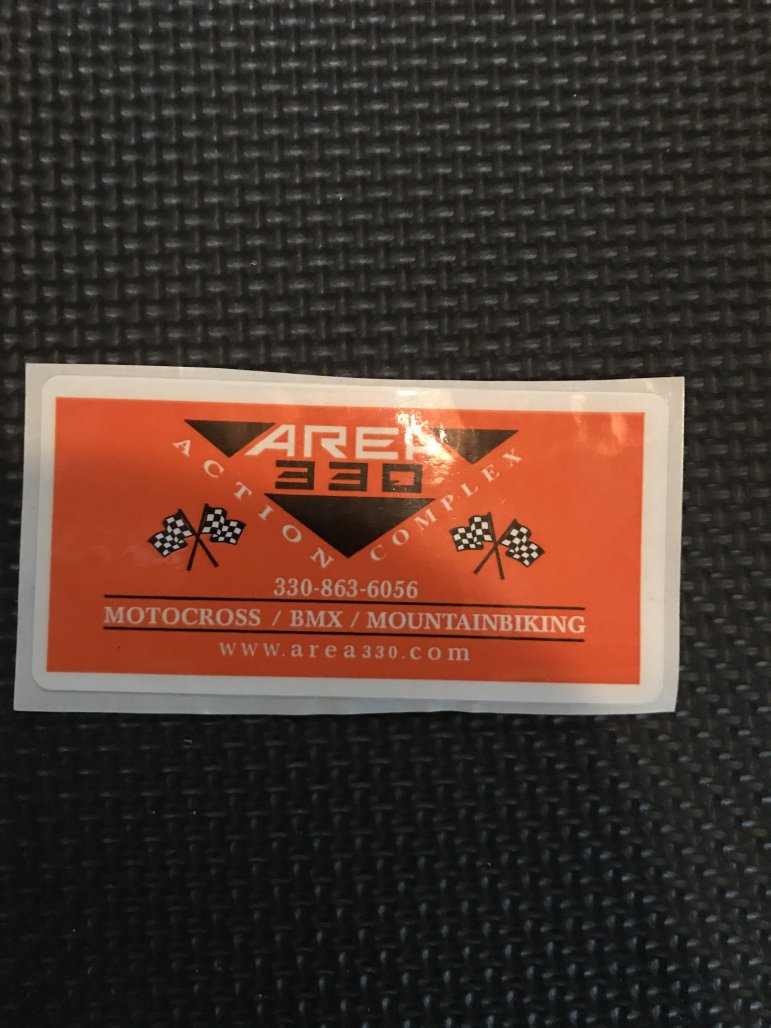 AREA
330
ACTION COMPLEX
330-863-6056
MOTOCROSS / BMX / MOUNTAINBIKING
www.area330.com